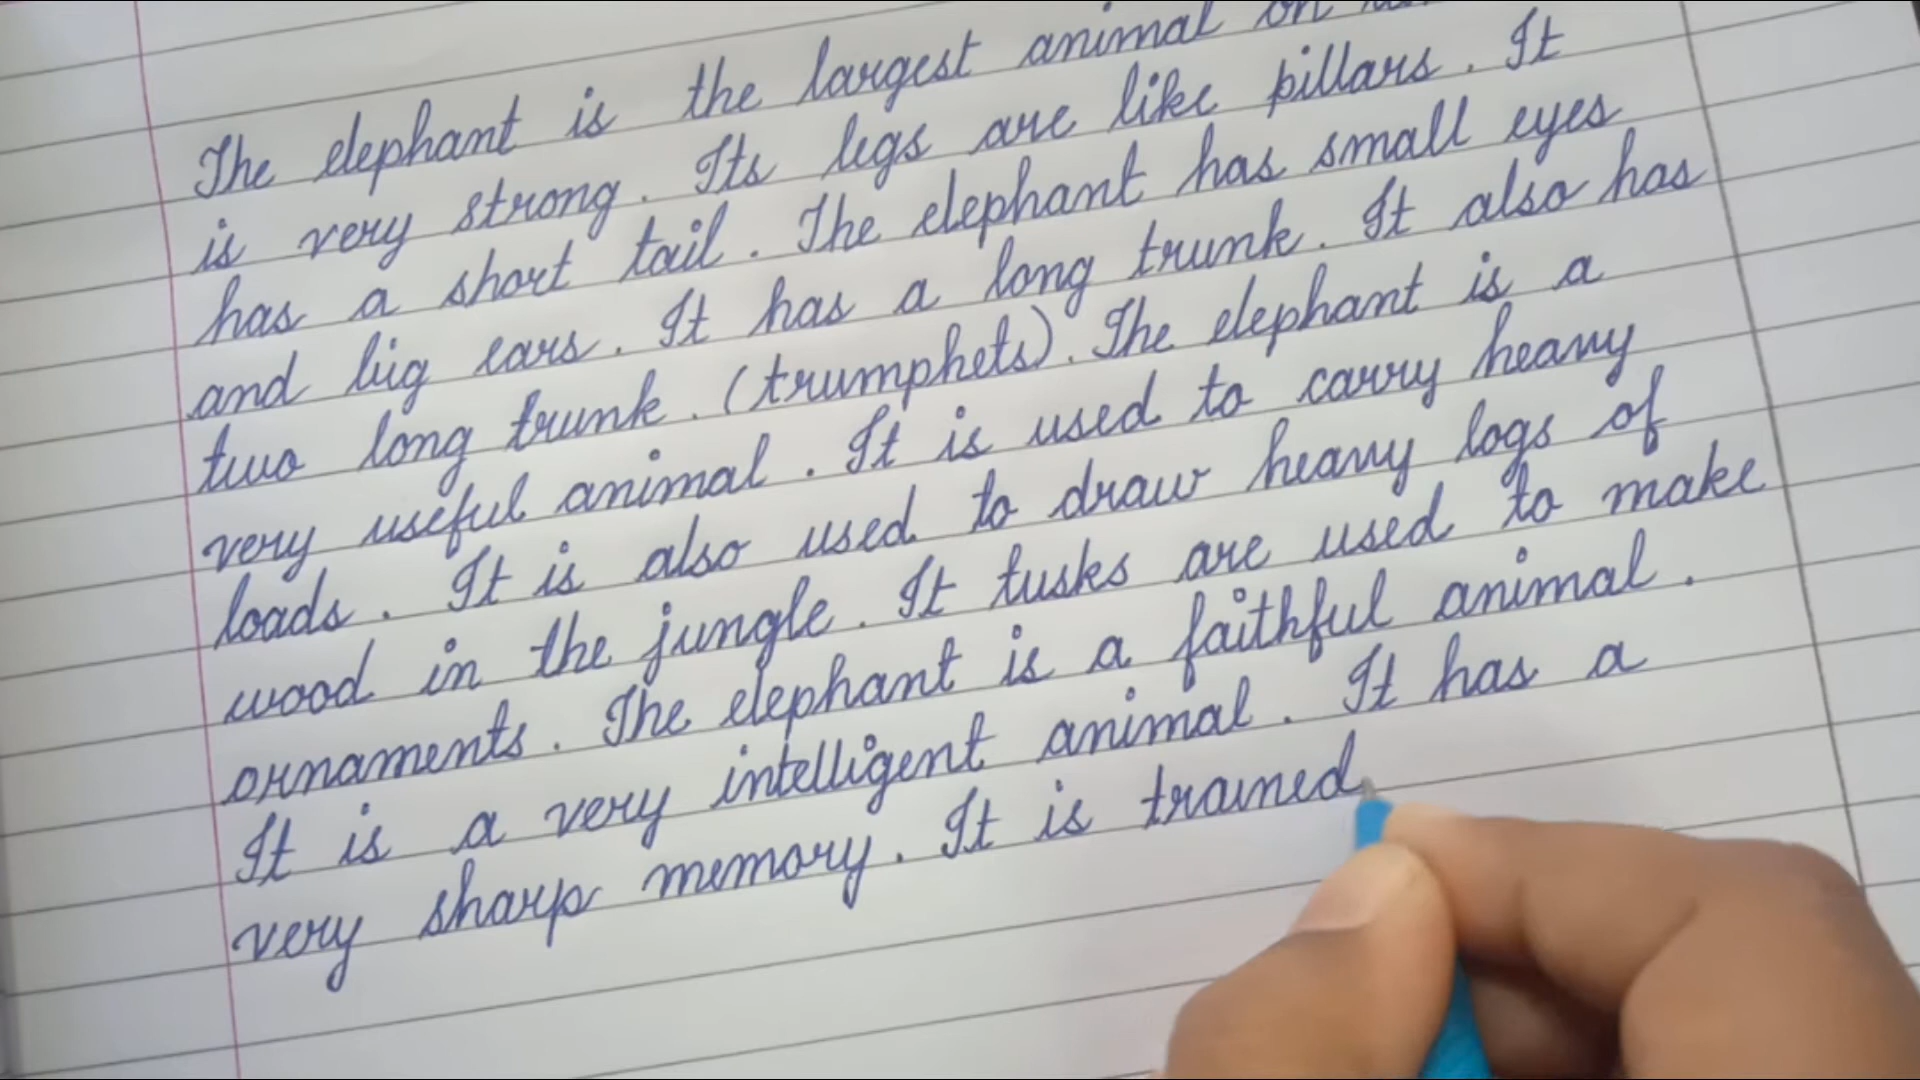 The elephant is the largest animal on
is very strong. Its legs are like pillars. It
has a short tail. The elephant has small eyes
and big ears. It has a long trunk. It also has
two long trunk. (trumphets). The elephant is a
very useful animal. It is used to carry heavy
loads. It is also used to draw heavy logs of
wood in the jungle. It tusks are used to make
ornaments. The elephant is a faithful animal.
It is a very intelligent animal. It has a
very sharp memory. It is trained